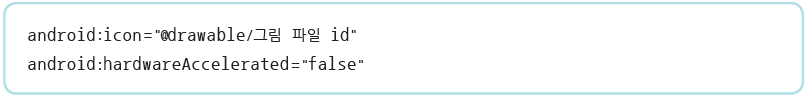 android:icon="@drawable/그림 파일 id"
android:hardwareAccelerated="false"